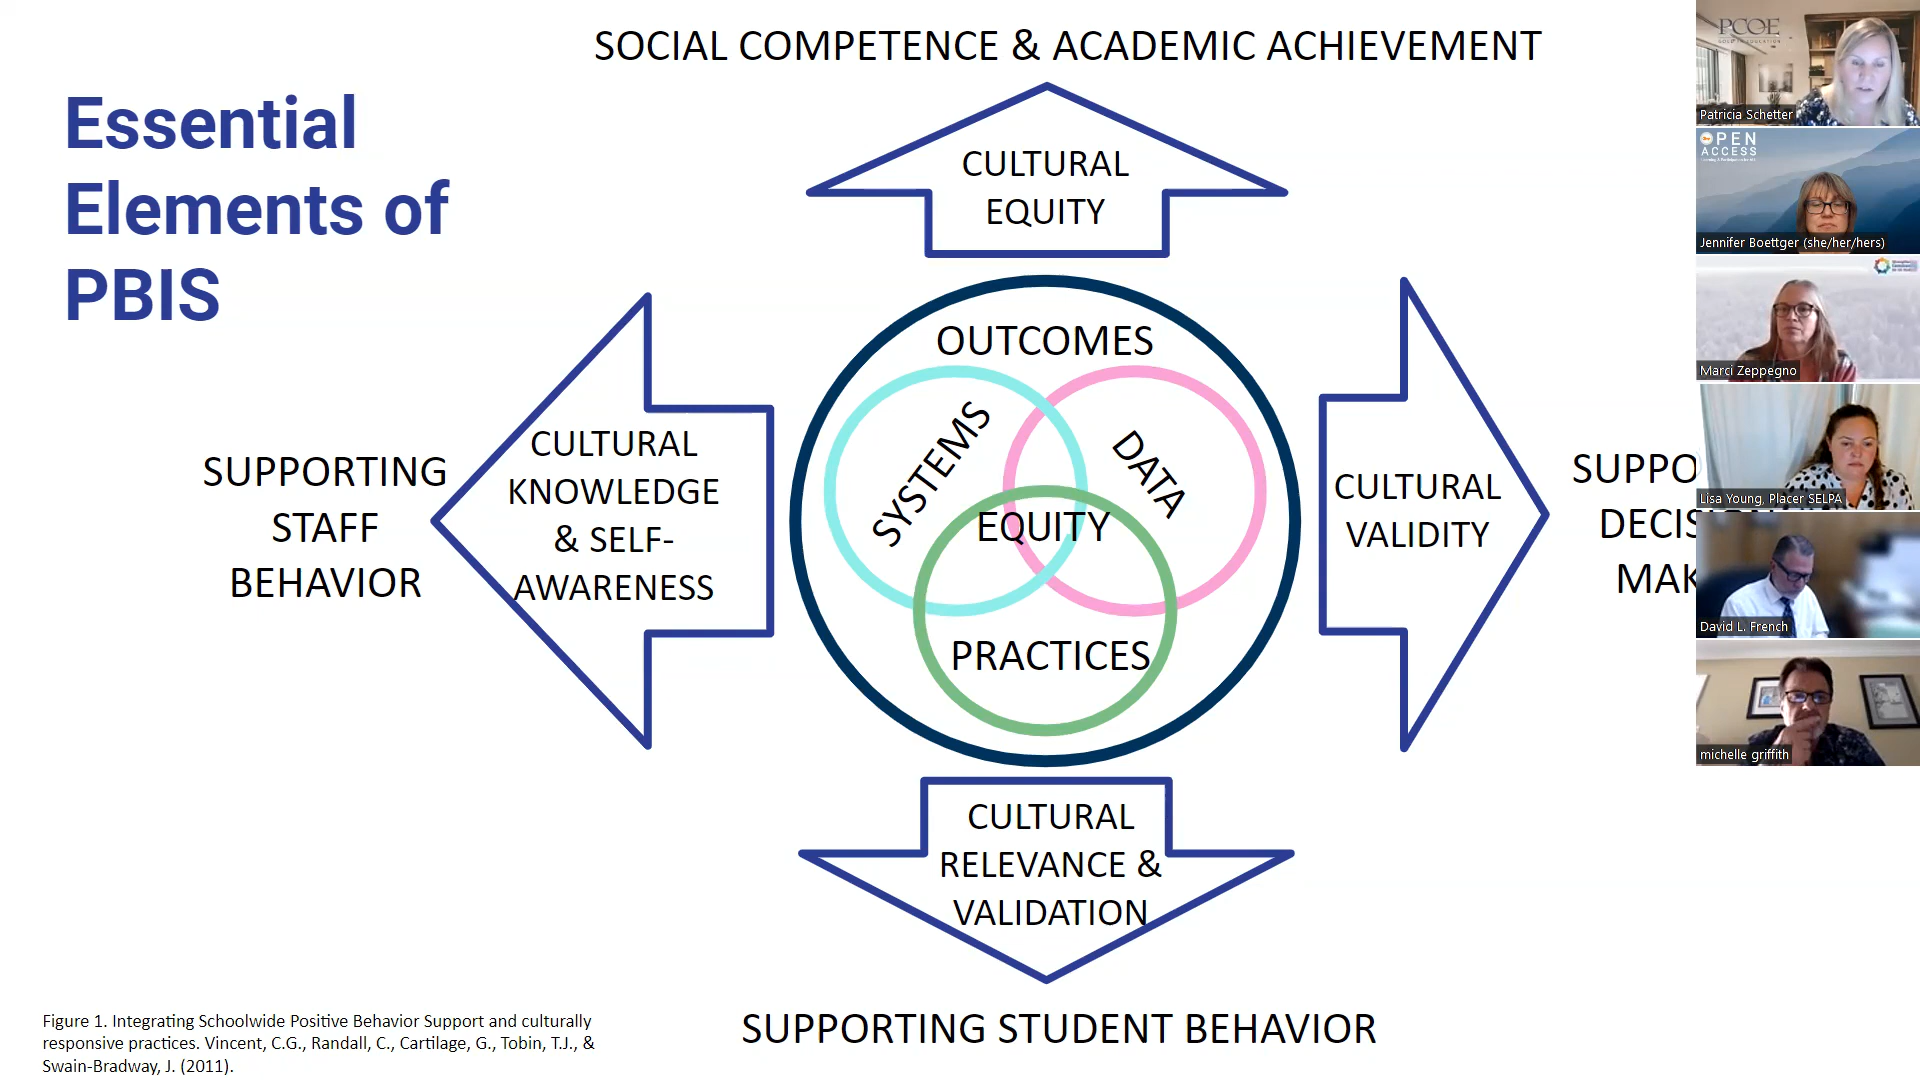 SOCIAL COMPETENCE & ACADEMIC ACHIEVEMENT
Essential
Elements of
PBIS
CULTURAL
EQUITY
OUTCOMES
SYSTEMS
DATA
EQUITY
PRACTICES
SUPPORTING
STAFF
BEHAVIOR
CULTURAL
KNOWLEDGE
& SELF-
AWARENESS
CULTURAL
VALIDITY
SUPPO
DECIS
MAK
CULTURAL
RELEVANCE &
VALIDATION
SUPPORTING STUDENT BEHAVIOR
Figure 1. Integrating Schoolwide Positive Behavior Support and culturally
responsive practices. Vincent, C.G., Randall, C., Cartilage, G., Tobin, T.J., &
Swain-Bradway, J. (2011).
PCOE
Patricia Schetter
OPEN
ACCESS
Jennifer Boettger (she/her/hers)
Marci Zeppegno
Lisa Young, Placer SELPA
David L. French
michelle griffith